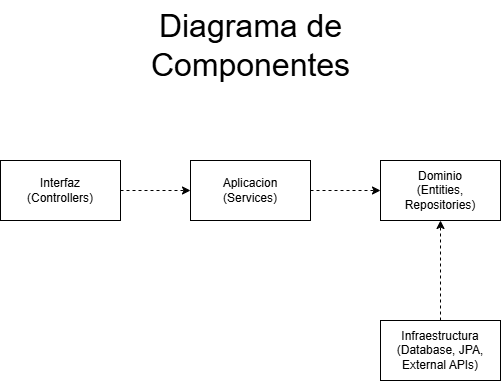 Diagrama de
Componentes
Interfaz
(Controllers)
Aplicacion
(Services)
Dominio
(Entities,
Repositories)
Infraestructura
(Database, JPA,
External APIs)